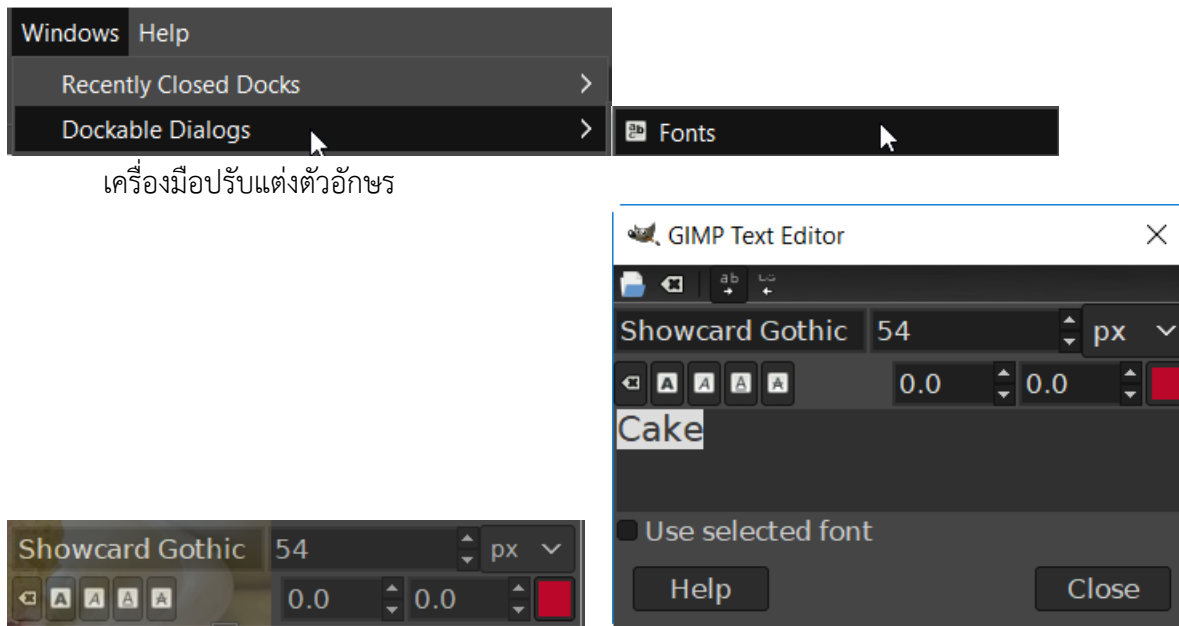 Windows Help
Recently Closed Docks
Dockable Dialogs
Fonts
เครื่องมือปรับแต่งตัวอักษร
GIMP Text Editor
Showcard Gothic 54 px
0.0 0.0
Cake
Use selected font
Help Close
Showcard Gothic 54 px
0.0 0.0